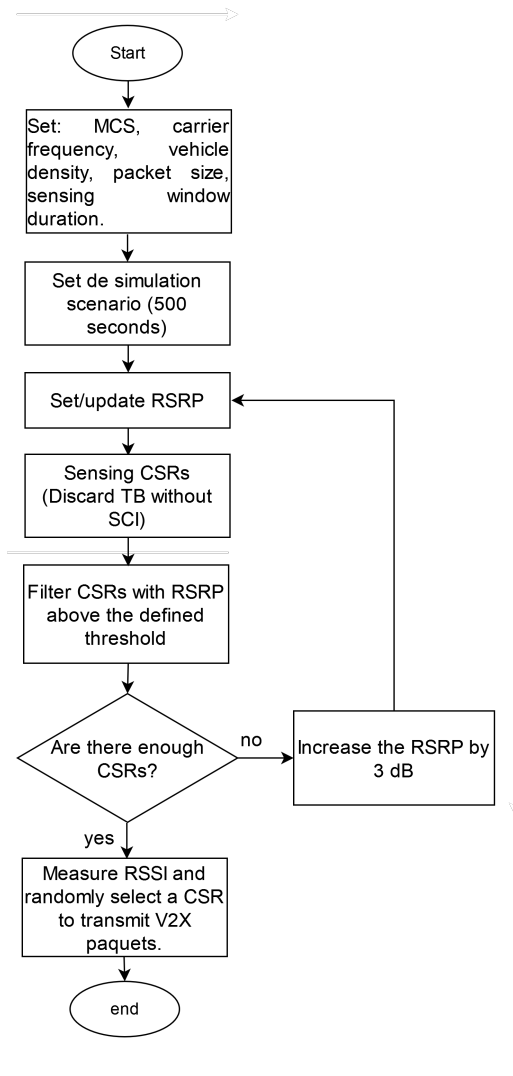 Start
Set: MCS, carrier
frequency, vehicle
density, packet size,
sensing window
duration.
Set de simulation
scenario (500
seconds)
Set/update RSRP
Sensing CSRs
(Discard TB without
SCI)
Filter CSRs with RSRP
above the defined
threshold
Are there enough
CSRs?
no
Increase the RSRP by
3 dB
yes
Measure RSSI and
randomly select a CSR
to transmit V2X
paquets.
end